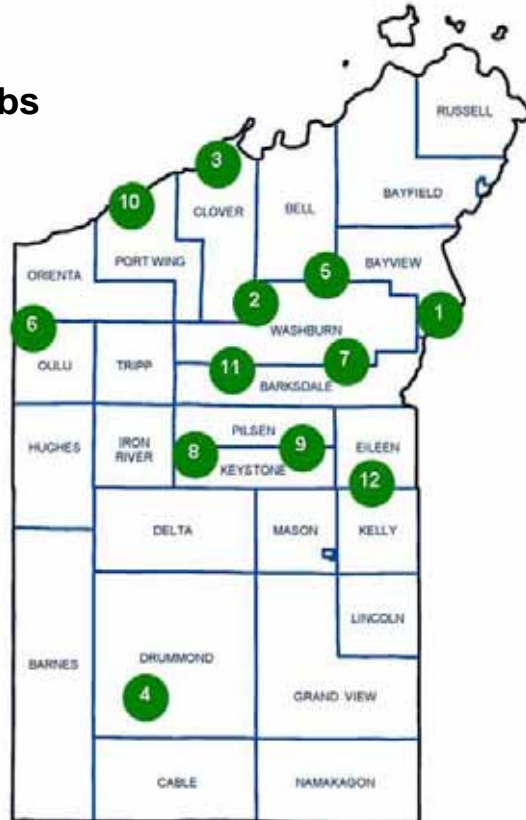 bs
RUSSELL
3
CLOVER
BELL
BAYFIELD
10
PORT WING
5
BAYVIEW
ORIENTA
2
1
6
WASHBURN
OULU
TRIPP
11
7
BARKSDALE
HUGHES
IRON
RIVER
PILSEN
8
9
KEYSTONE
EILEEN
12
DELTA
MASON
KELLY
LINCOLN
BARNES
DRUMMOND
4
GRAND VIEW
CABLE
NAMAKAGON